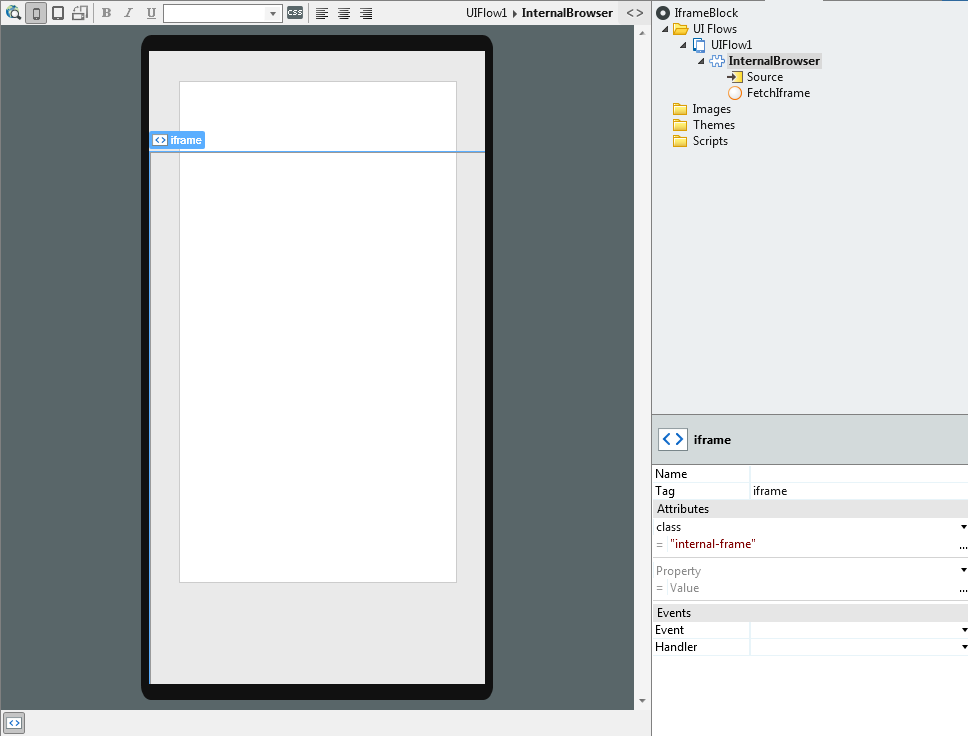 B I U CSS UIFlow1 InternalBrowser <>
iframe
IframeBlock
UI Flows
UIFlow1
InternalBrowser
Source
FetchIframe
Images
Themes
Scripts
iframe
Name
Tag iframe
Attributes
class
= "internal-frame" ...
Property
= Value ...
Events
Event
Handler